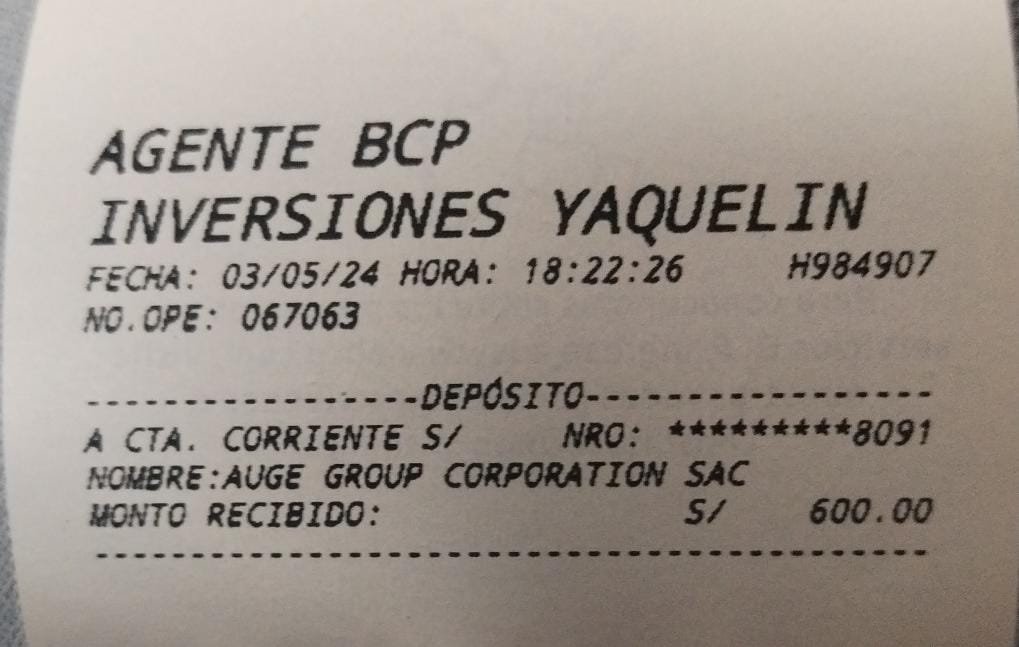 AGENTE BCP
INVERSIONES YAQUELIN
FECHA: 03/05/24 HORA: 18:22:26 H984907
NO.OPE: 067063
-----------------DEPÓSITO------------------
A CTA. CORRIENTE S/ NRO: *********8091
NOMBRE:AUGE GROUP CORPORATION SAC
MONTO RECIBIDO: S/ 600.00
-------------------------------------------